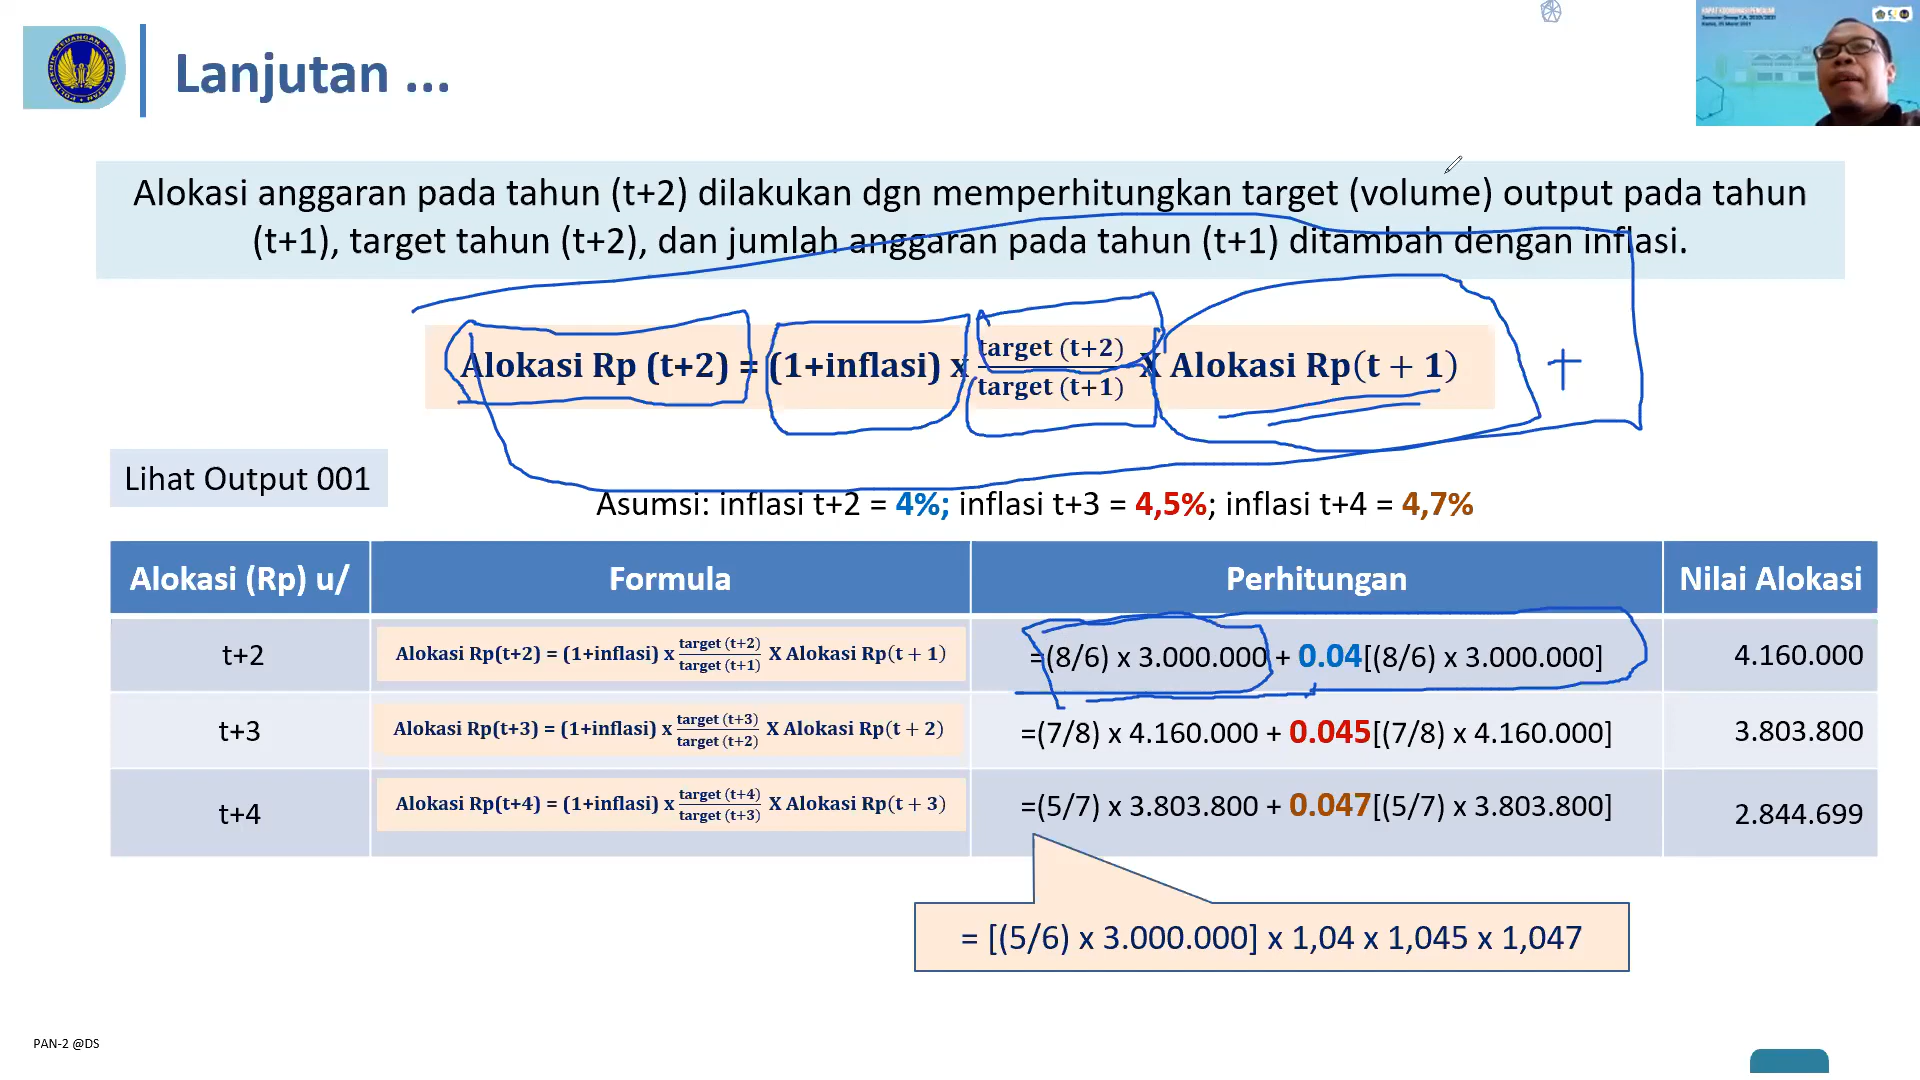 Lanjutan ...
RAPAT KOORDINASI PENGAJAR
Semester Genap T.A. 2020/2021
Alokasi anggaran pada tahun (t+2) dilakukan dgn memperhitungkan target (volume) output pada tahun
(t+1), target tahun (t+2), dan jumlah anggaran pada tahun (t+1) ditambah dengan inflasi.
Alokasi Rp (t+2) = (1+inflasi) x target (t+2) / target (t+1) X Alokasi Rp(t + 1) +
Lihat Output 001
Asumsi: inflasi t+2 = 4%; inflasi t+3 = 4,5%; inflasi t+4 = 4,7%
Alokasi (Rp) u/ Formula Perhitungan Nilai Alokasi
t+2 Alokasi Rp(t+2) = (1+inflasi) x target (t+2) / target (t+1) X Alokasi Rp(t + 1) =(8/6) x 3.000.000 + 0.04[(8/6) x 3.000.000] 4.160.000
t+3 Alokasi Rp(t+3) = (1+inflasi) x target (t+3) / target (t+2) X Alokasi Rp(t + 2) =(7/8) x 4.160.000 + 0.045[(7/8) x 4.160.000] 3.803.800
t+4 Alokasi Rp(t+4) = (1+inflasi) x target (t+4) / target (t+3) X Alokasi Rp(t + 3) =(5/7) x 3.803.800 + 0.047[(5/7) x 3.803.800] 2.844.699
= [(5/6) x 3.000.000] x 1,04 x 1,045 x 1,047
PAN-2 @DS